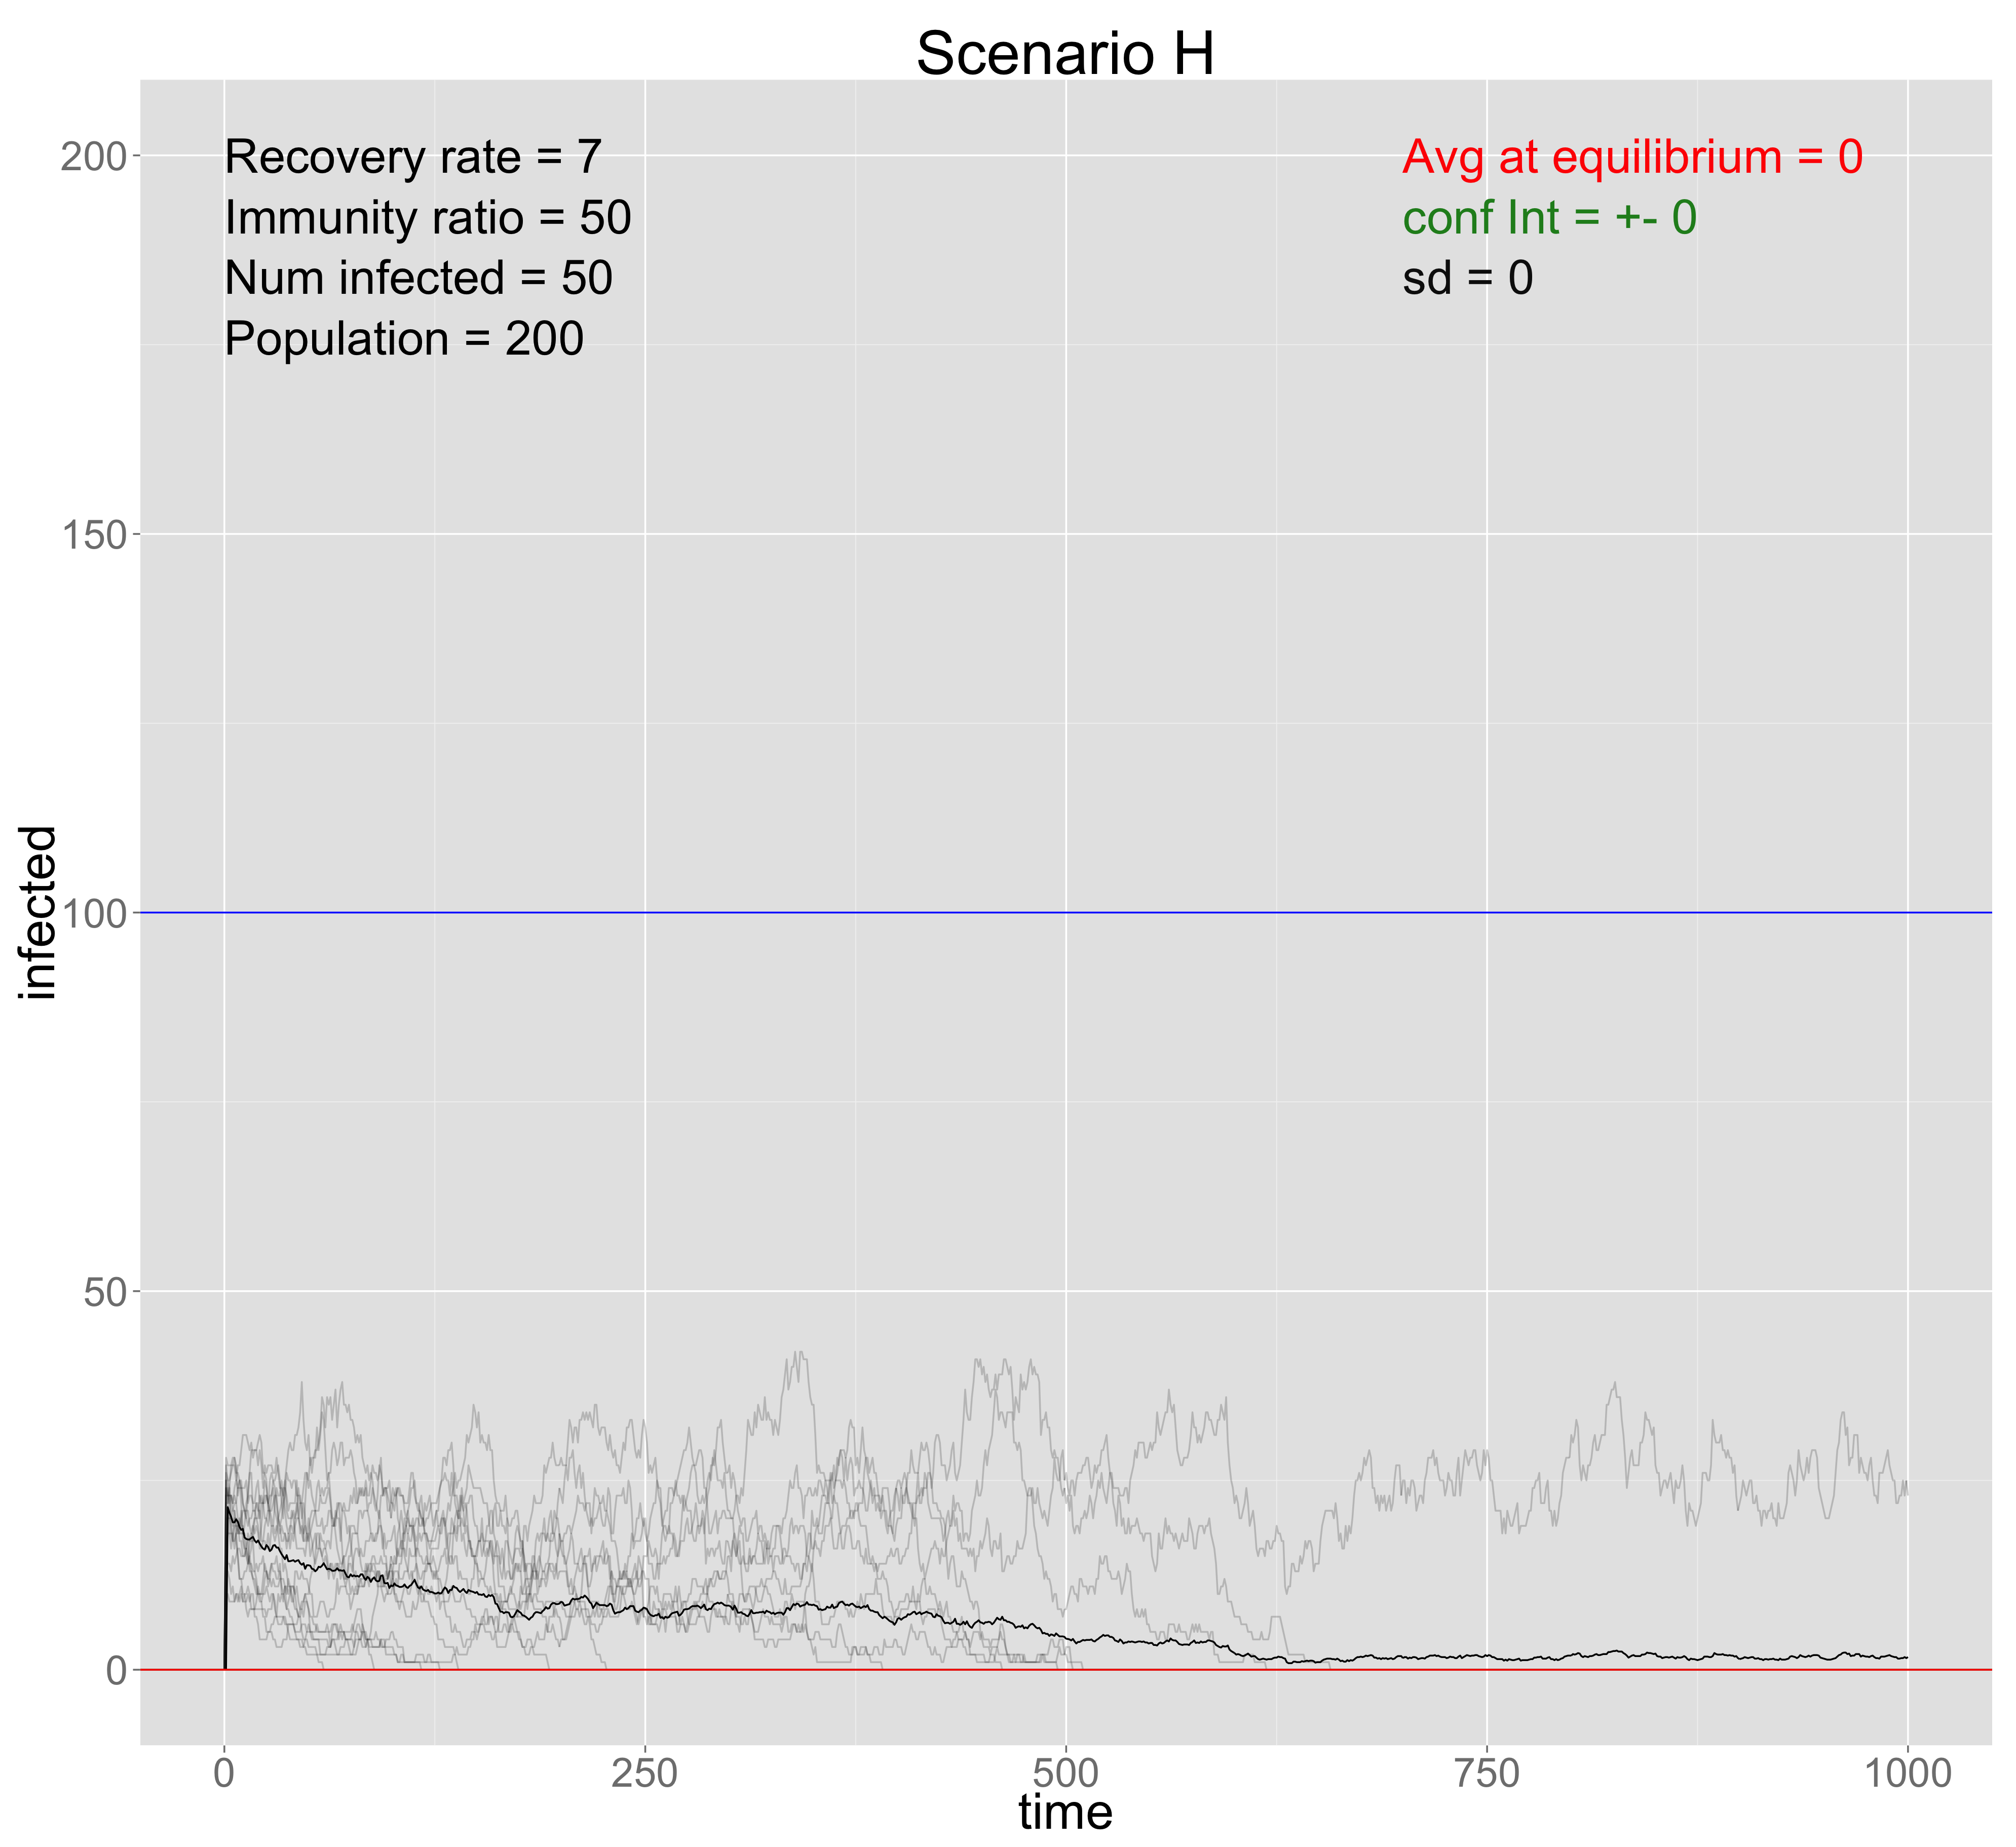 Scenario H
Recovery rate = 7
Immunity ratio = 50
Num infected = 50
Population = 200
Avg at equilibrium = 0
conf Int = +- 0
sd = 0
infected
200
150
100
50
0
0 250 500 750 1000
time